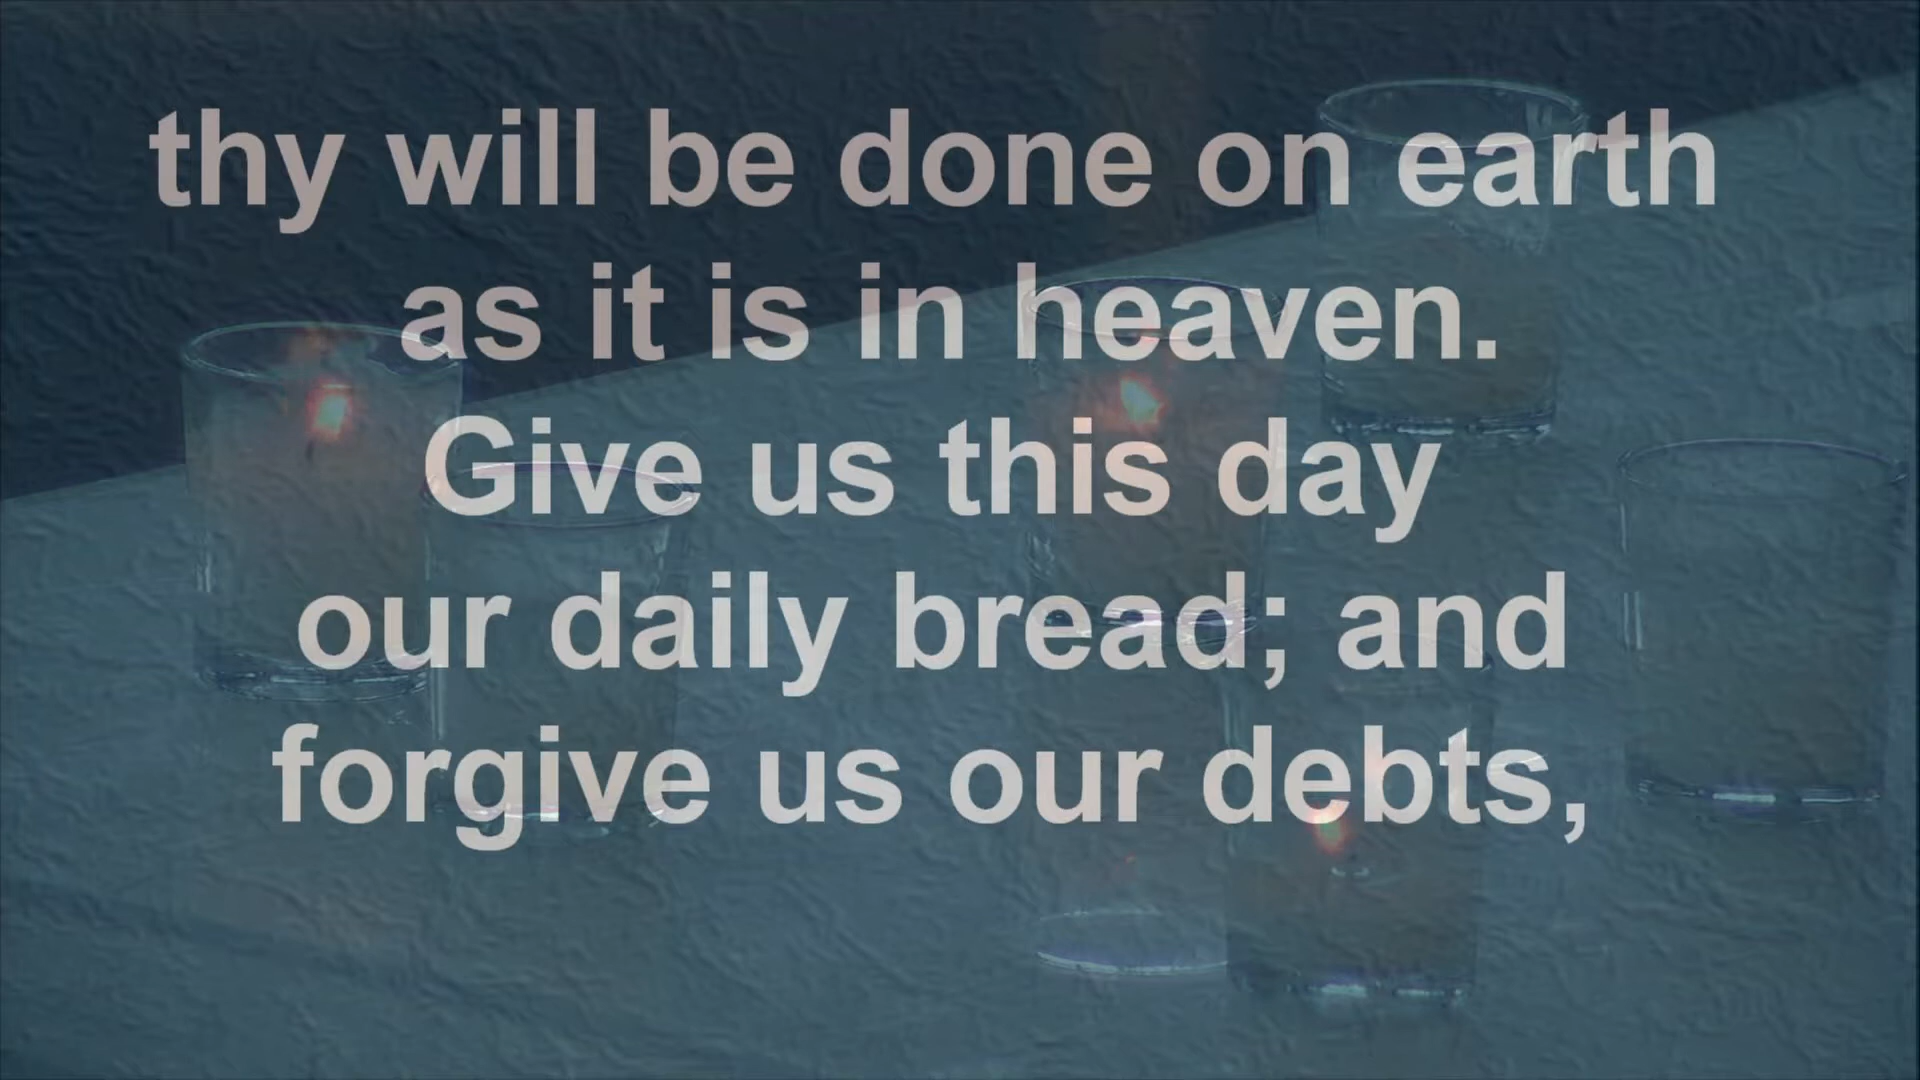 thy will be done on earth
as it is in heaven.
Give us this day
our daily bread; and
forgive us our debts,